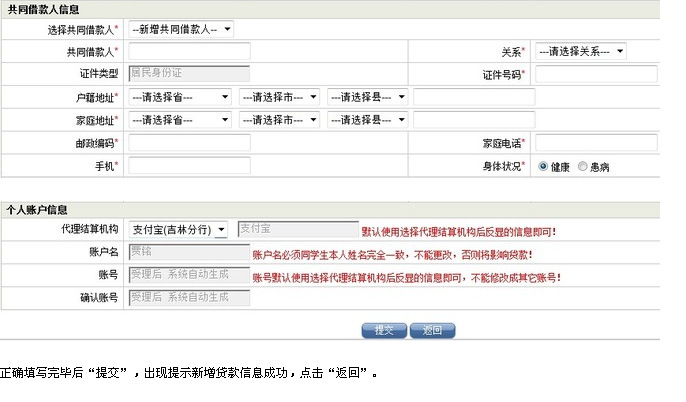 共同借款人信息
选择共同借款人* --新增共同借款人--
共同借款人* 关系* ---请选择关系---
证件类型 居民身份证 证件号码*
户籍地址* ---请选择省--- ---请选择市--- ---请选择县---
家庭地址* ---请选择省--- ---请选择市--- ---请选择县---
邮政编码* 家庭电话*
手机* 身体状况* 健康 患病
个人账户信息
代理结算机构 支付宝(吉林分行) 支付宝 默认使用选择代理结算机构后反显的信息即可!
账户名 贾铭 账户名必须同学生本人姓名完全一致，不能更改，否则将影响贷款！
账号 受理后 系统自动生成 账号默认使用选择代理结算机构后反显的信息即可，不能修改成其它账号！
确认账号 受理后 系统自动生成
提交 返回
正确填写完毕后“提交”，出现提示新增贷款信息成功，点击“返回”。